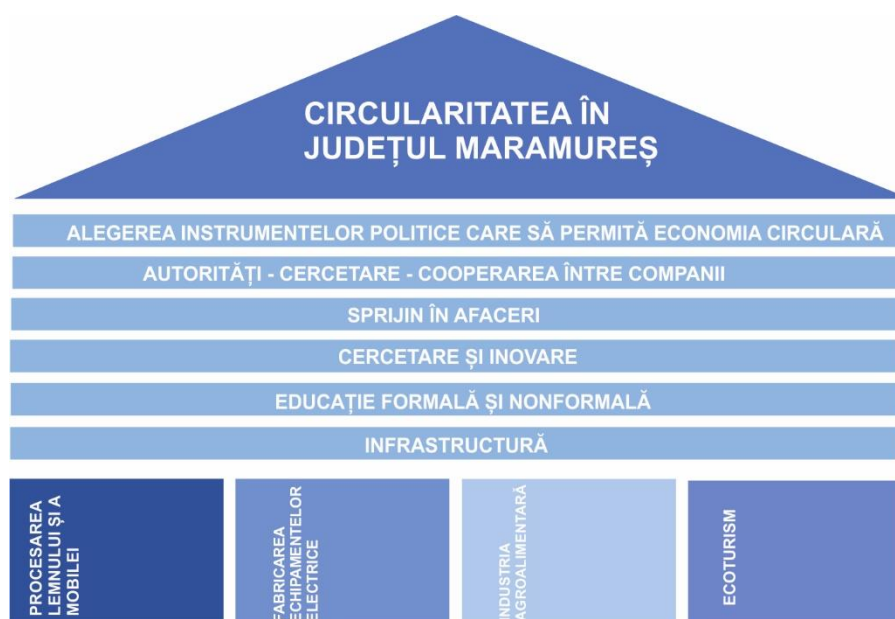 CIRCULARITATEA ÎN
JUDEȚUL MARAMUREȘ
ALEGEREA INSTRUMENTELOR POLITICE CARE SĂ PERMITĂ ECONOMIA CIRCULARĂ
AUTORITĂȚI - CERCETARE - COOPERAREA ÎNTRE COMPANII
SPRIJIN ÎN AFACERI
CERCETARE ȘI INOVARE
EDUCAȚIE FORMALĂ ȘI NONFORMALĂ
INFRASTRUCTURĂ
PROCESAREA
LEMNULUI ȘI A
MOBILEI
FABRICAREA
ECHIPAMENTELOR
ELECTRICE
INDUSTRIA
AGROALIMENTARĂ
ECOTURISM